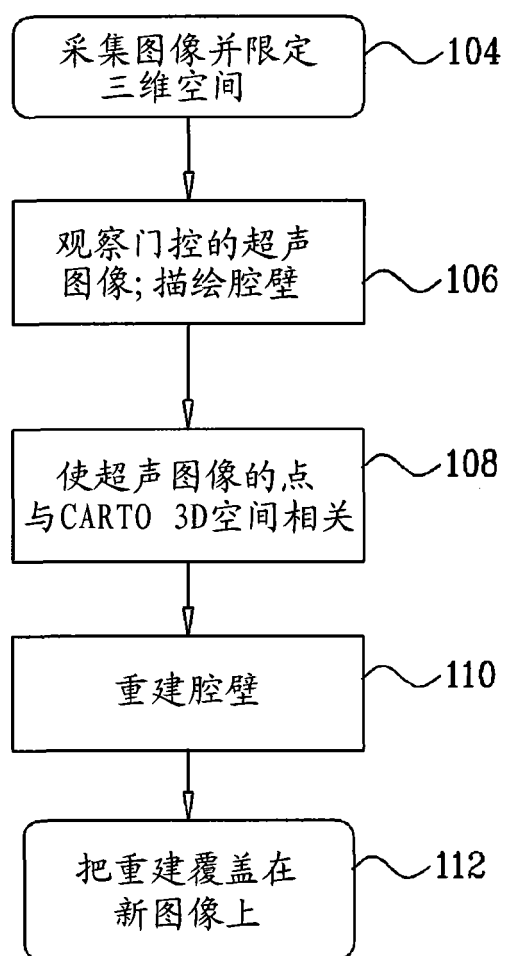 采集图像并限定
三维空间
104
观察门控的超声
图像;描绘腔壁
106
使超声图像的点
与CARTO 3D空间相关
108
重建腔壁
110
把重建覆盖在
新图像上
112